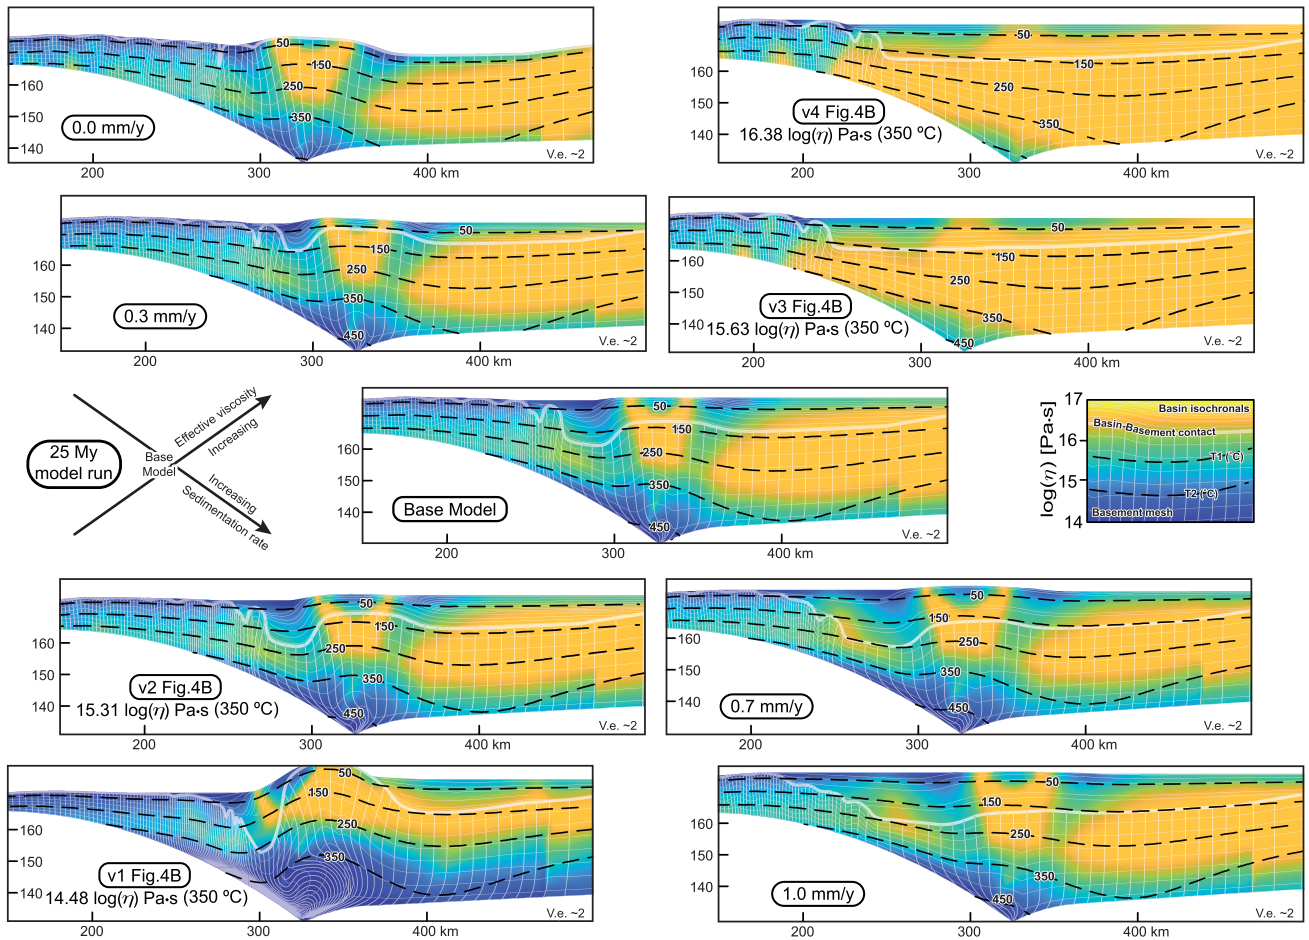 50
150
250
350
160
150
140
0.0 mm/y
V.e. ~2
200
300
400 km
50
150
250
350
160
150
140
v4 Fig.4B
16.38 log(η) Pa•s (350 ºC)
V.e. ~2
200
300
400 km
50
150
250
350
450
160
150
140
0.3 mm/y
V.e. ~2
200
300
400 km
50
150
250
350
450
160
150
140
v3 Fig.4B
15.63 log(η) Pa•s (350 ºC)
V.e. ~2
200
300
400 km
25 My
model run
Base
Model
Effective viscosity
Increasing
Increasing
Sedimentation rate
50
150
250
350
450
160
150
140
Base Model
V.e. ~2
200
300
400 km
log(η) [Pa•s]
17
16
15
14
Basin isochronals
Basin-Basement contact
T1 (°C)
T2 (°C)
Basement mesh
50
150
250
350
450
160
150
140
v2 Fig.4B
15.31 log(η) Pa•s (350 ºC)
V.e. ~2
200
300
400 km
50
150
250
350
450
160
150
140
0.7 mm/y
V.e. ~2
200
300
400 km
50
150
250
350
160
150
140
v1 Fig.4B
14.48 log(η) Pa•s (350 ºC)
V.e. ~2
200
300
400 km
50
150
250
350
450
160
150
140
1.0 mm/y
V.e. ~2
200
300
400 km